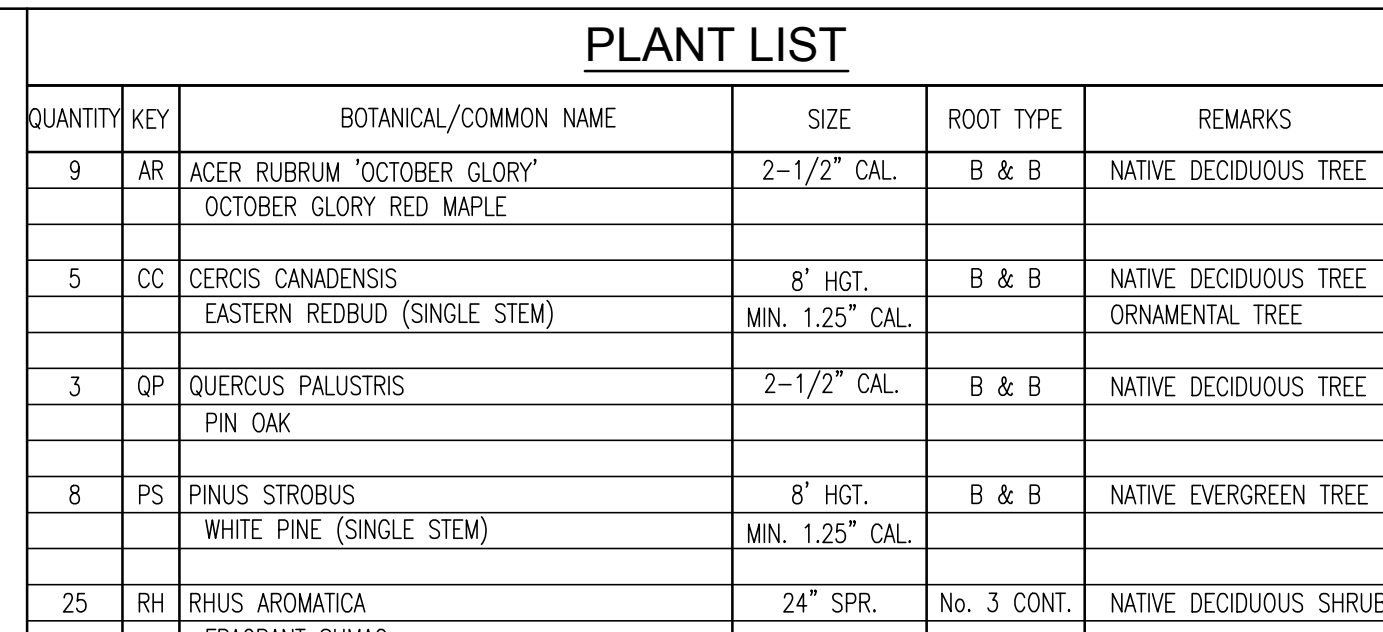 PLANT LIST
QUANTITY KEY BOTANICAL/COMMON NAME SIZE ROOT TYPE REMARKS
9 AR ACER RUBRUM 'OCTOBER GLORY' 2-1/2" CAL. B & B NATIVE DECIDUOUS TREE
OCTOBER GLORY RED MAPLE
5 CC CERCIS CANADENSIS 8' HGT. B & B NATIVE DECIDUOUS TREE
EASTERN REDBUD (SINGLE STEM) MIN. 1.25" CAL. ORNAMENTAL TREE
3 QP QUERCUS PALUSTRIS 2-1/2" CAL. B & B NATIVE DECIDUOUS TREE
PIN OAK
8 PS PINUS STROBUS 8' HGT. B & B NATIVE EVERGREEN TREE
WHITE PINE (SINGLE STEM) MIN. 1.25" CAL.
25 RH RHUS AROMATICA 24" SPR. No. 3 CONT. NATIVE DECIDUOUS SHRUB